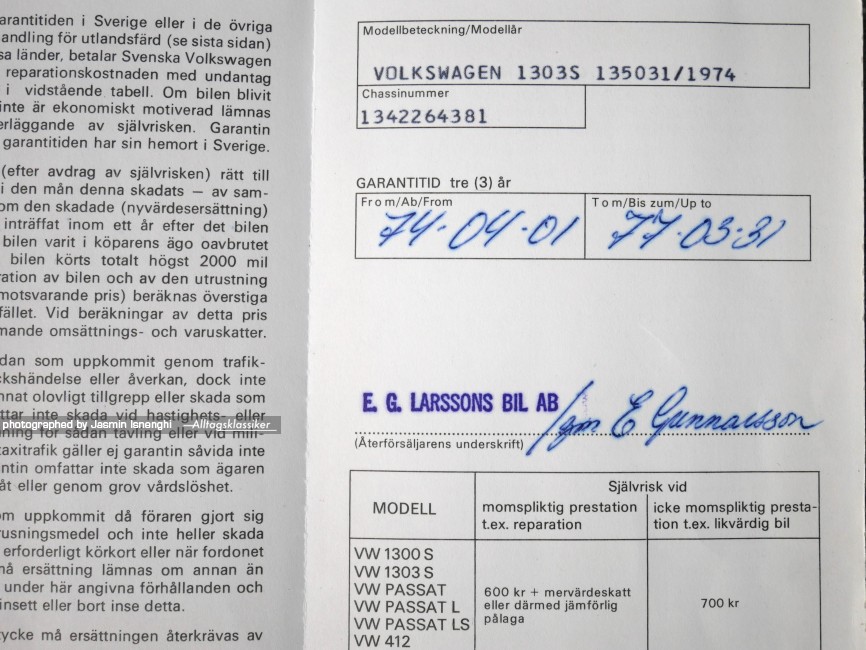 arantitiden i Sverige eller i de övriga
andling för utlandsfärd (se sista sidan)
sa länder, betalar Svenska Volkswagen
reparationskostnaden med undantag
i vidstående tabell. Om bilen blivit
inte är ekonomiskt motiverad lämnas
erläggande av självrisken. Garantin
garantitiden har sin hemort i Sverige.
(efter avdrag av självrisken) rätt till
i den mån denna skadats — av sam-
om den skadade (nyvärdesersättning)
inträffat inom ett år efter det bilen
bilen varit i köparens ägo oavbrutet
bilen körts totalt högst 2000 mil
ration av bilen och av den utrustning
motsvarande pris) beräknas överstiga
fället. Vid beräkningar av detta pris
mande omsättnings- och varuskatter.
dan som uppkommit genom trafik-
ckshändelse eller åverkan, dock inte
nnat olovligt tillgrepp eller skada som
ttar inte skada vid hastighets- eller
photographed by Jasmin Isnenghi —Alltagsklassiker
ning för sådan tävling eller vid mili-
taxitrafik gäller ej garantin såvida inte
ntin omfattar inte skada som ägaren
åt eller genom grov vårdslöshet.
om uppkommit då föraren gjort sig
rusningsmedel och inte heller skada
erforderligt körkort eller när fordonet
må ersättning lämnas om annan än
under här angivna förhållanden och
insett eller bort inse detta.
tycke må ersättningen återkrävas av
Modellbeteckning/Modellår
VOLKSWAGEN 1303S 135031/1974
Chassinummer
1342264381
GARANTITID tre (3) år
From/Ab/From
74-04-01
Tom/Bis zum/Up to
77-03-31
E. G. LARSSONS BIL AB
/gm E Gunnarsson
(Återförsäljarens underskrift)
MODELL
Självrisk vid
momspliktig prestation
t.ex. reparation
icke momspliktig presta-
tion t.ex. likvärdig bil
VW 1300 S
VW 1303 S
VW PASSAT
VW PASSAT L
VW PASSAT LS
VW 412
600 kr + mervärdeskatt
eller därmed jämförlig
pålaga
700 kr